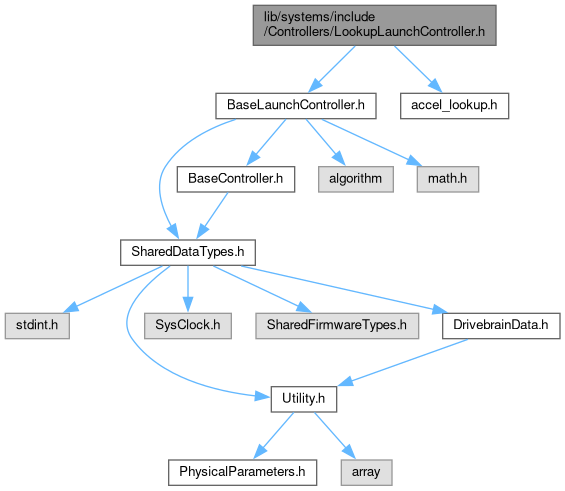 lib/systems/include
/Controllers/LookupLaunchController.h
BaseLaunchController.h
accel_lookup.h
BaseController.h
algorithm
math.h
SharedDataTypes.h
stdint.h
SysClock.h
SharedFirmwareTypes.h
DrivebrainData.h
Utility.h
PhysicalParameters.h
array